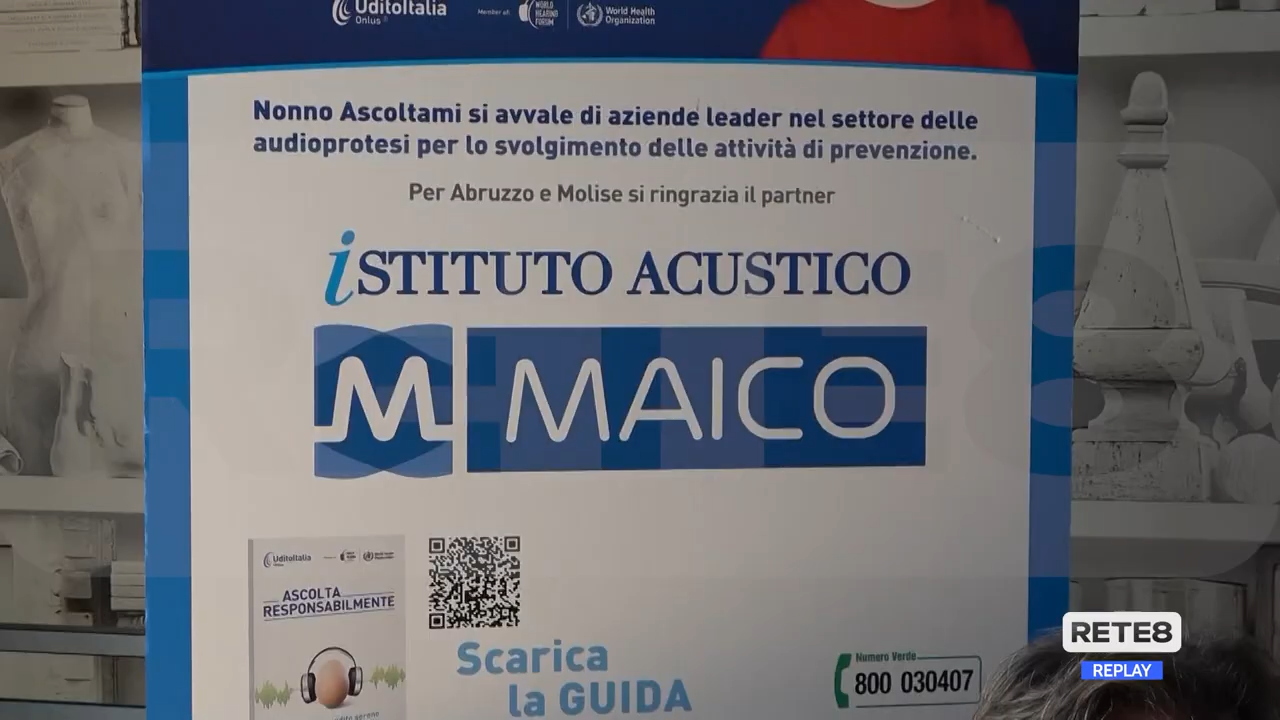 UditoItalia
Onlus
Member of:
WORLD
HEARING
FORUM
World Health
Organization
Nonno Ascoltami si avvale di aziende leader nel settore delle
audioprotesi per lo svolgimento delle attività di prevenzione.
Per Abruzzo e Molise si ringrazia il partner
iSTITUTO ACUSTICO
M MAICO
UditoItalia
ASCOLTA
RESPONSABILMENTE
Scarica
la GUIDA
Numero Verde
800 030407
RETE8
REPLAY